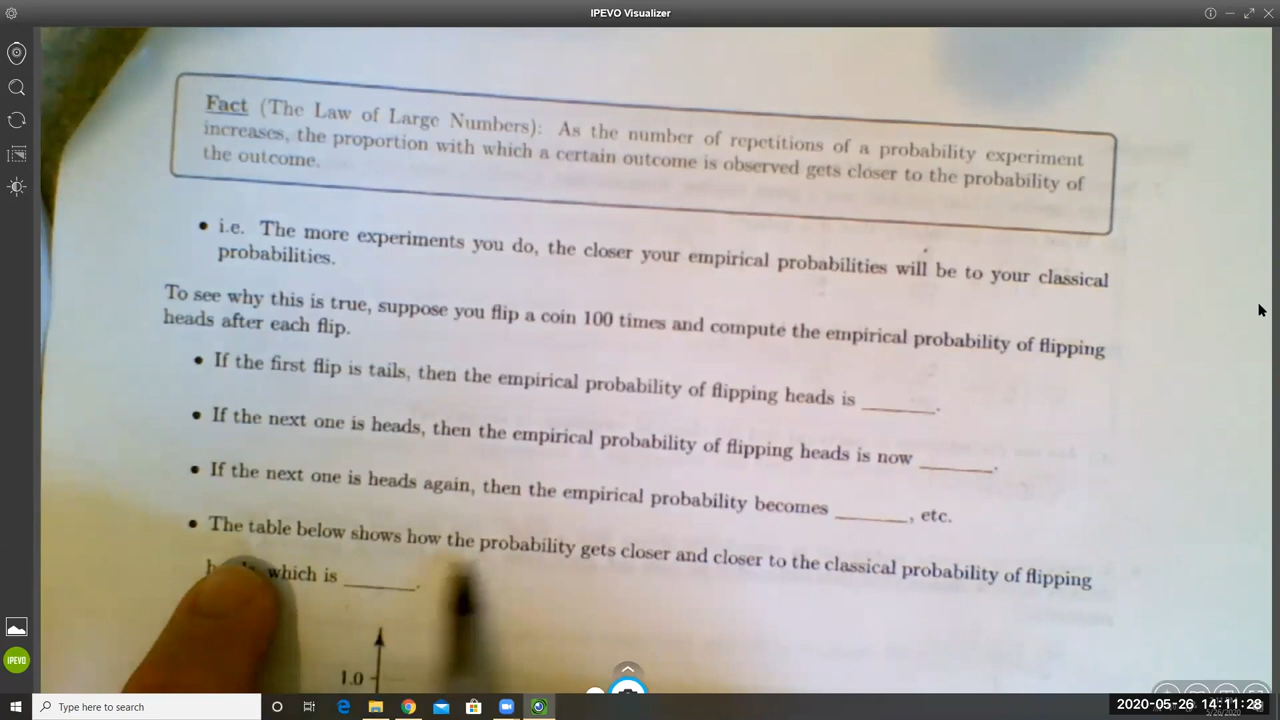 IPEVO Visualizer
Fact (The Law of Large Numbers): As the number of repetitions of a probability experiment
increases, the proportion with which a certain outcome is observed gets closer to the probability of
the outcome.
• i.e. The more experiments you do, the closer your empirical probabilities will be to your classical
probabilities.
To see why this is true, suppose you flip a coin 100 times and compute the empirical probability of flipping
heads after each flip.
• If the first flip is tails, then the empirical probability of flipping heads is ______.
• If the next one is heads, then the empirical probability of flipping heads is now ______.
• If the next one is heads again, then the empirical probability becomes ______, etc.
• The table below shows how the probability gets closer and closer to the classical probability of flipping
which is ______.
1.0
IPEVO
Type here to search
2020-05-26 14:11:28